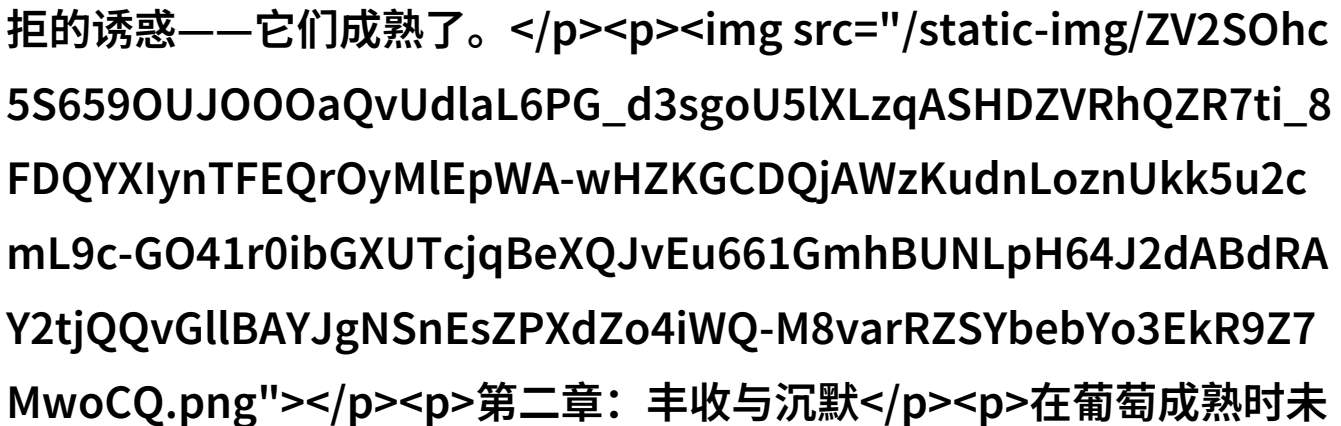 拒的诱惑——它们成熟了。</p><p><img src="/static-img/ZV2SOhc
5S659OUJOOOaQvUdlaL6PG_d3sgoU5lXLzqASHDZVRhQZR7ti_8
FDQYXIynTFEQrOyMlEpWA-wHZKGCDQjAWzKudnLoznUkk5u2c
mL9c-GO41r0ibGXUTcjqBeXQJvEu661GmhBUNLpH64J2dABdRA
Y2tjQQvGllBAYJgNSnEsZPXdZo4iWQ-M8varRZSYbebYo3EkR9Z7
MwoCQ.png"></p><p>第二章：丰收与沉默</p><p>在葡萄成熟时未